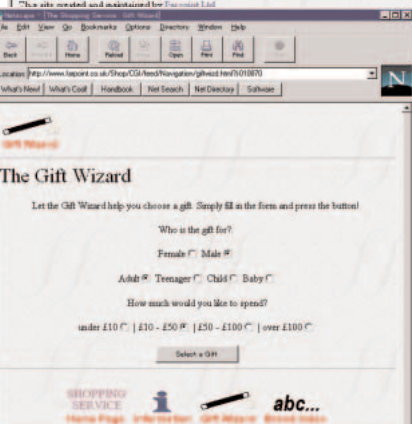 This site created and maintained by Farpoint Ltd
Netscape - [The Shopping Service - Gift Wizard]
File Edit View Go Bookmarks Options Directory Window Help
Back Home Reload Open Print Find
Location: http://www.farpoint.co.uk/Shop/CGI/feed/Navigation/giftwizd.html?1010870
What's New! What's Cool! Handbook Net Search Net Directory Software
N
Gift Wizard
The Gift Wizard
Let the Gift Wizard help you choose a gift. Simply fill in the form and press the button!
Who is the gift for?
Female Male
Adult Teenager Child Baby
How much would you like to spend?
under £10 | £10 - £50 | £50 - £100 | over £100
Select a Gift
SHOPPING
SERVICE
i
abc...
Home Page Information Gift Wizard Brand Index